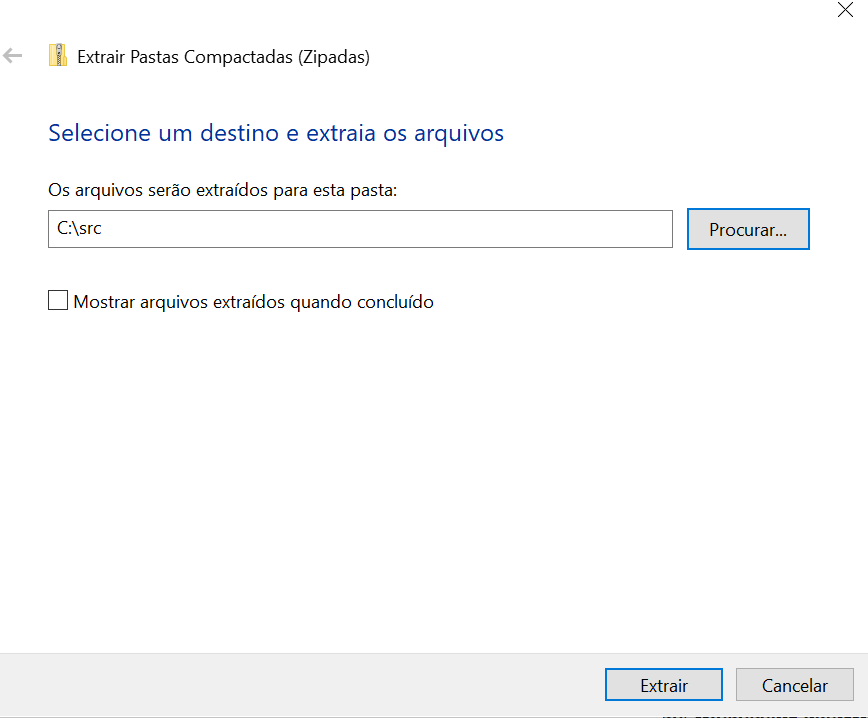 Extrair Pastas Compactadas (Zipadas)
Selecione um destino e extraia os arquivos
Os arquivos serão extraídos para esta pasta:
C:\src
Procurar...
Mostrar arquivos extraídos quando concluído
Extrair
Cancelar